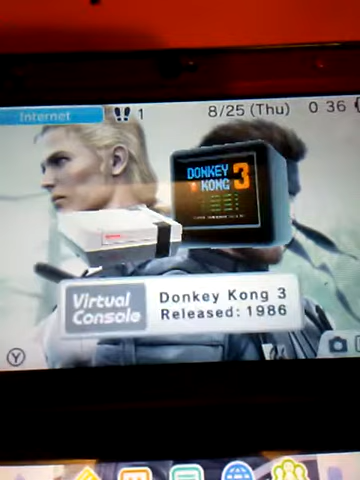 Internet
1
8/25 (Thu)
0 36
DONKEY
KONG 3
Virtual
Console
Donkey Kong 3
Released: 1986
Y